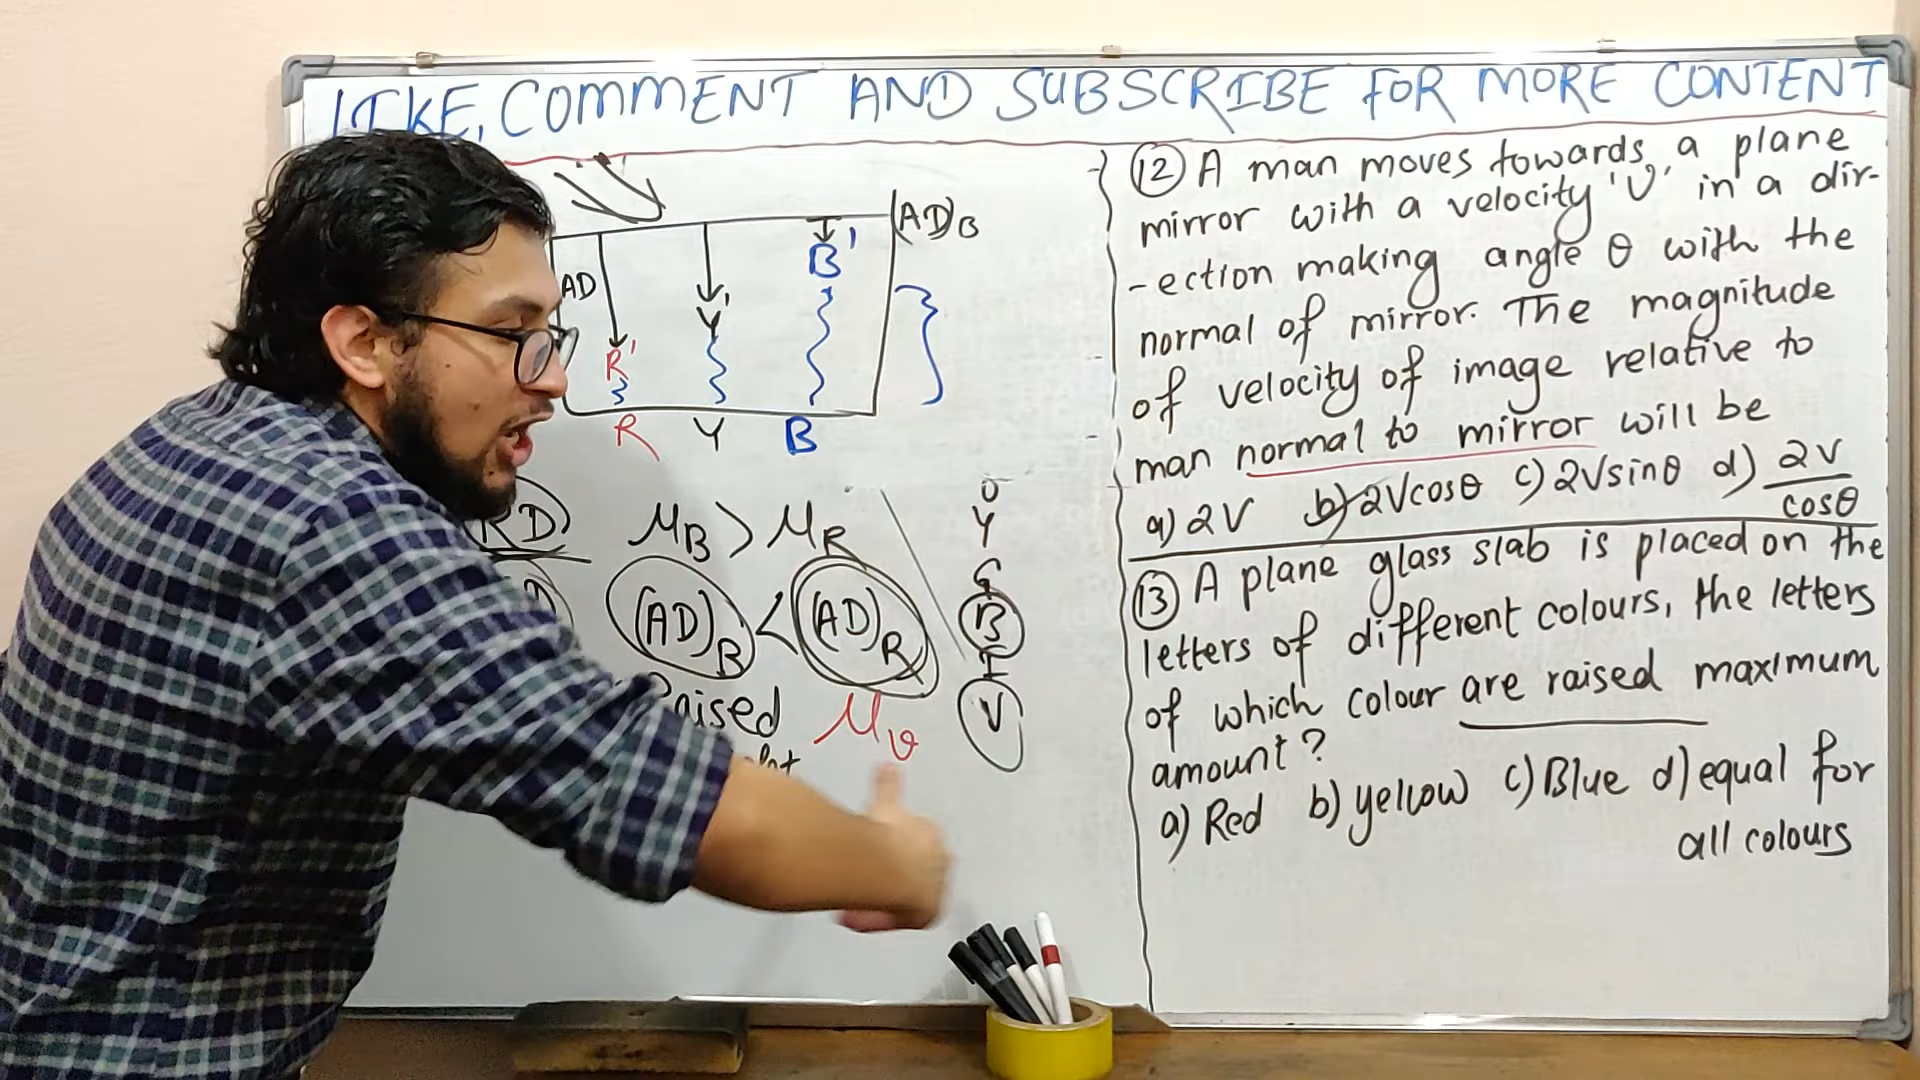 LIKE, COMMENT AND SUBSCRIBE FOR MORE CONTENT
(AD)B
AD
B'
Y'
R'
R Y B
RD
μB > μR
(AD)B < (AD)R
Raised
μv
O
Y
G
B
I
V
(12) A man moves towards a plane
mirror with a velocity 'V' in a dir-
-ection making angle θ with the
normal of mirror. The magnitude
of velocity of image relative to
man normal to mirror will be
a) 2V b) 2Vcosθ c) 2Vsinθ d) 2V/cosθ
(13) A plane glass slab is placed on the
letters of different colours, the letters
of which colour are raised maximum
amount?
a) Red b) yellow c) Blue d) equal for
all colours